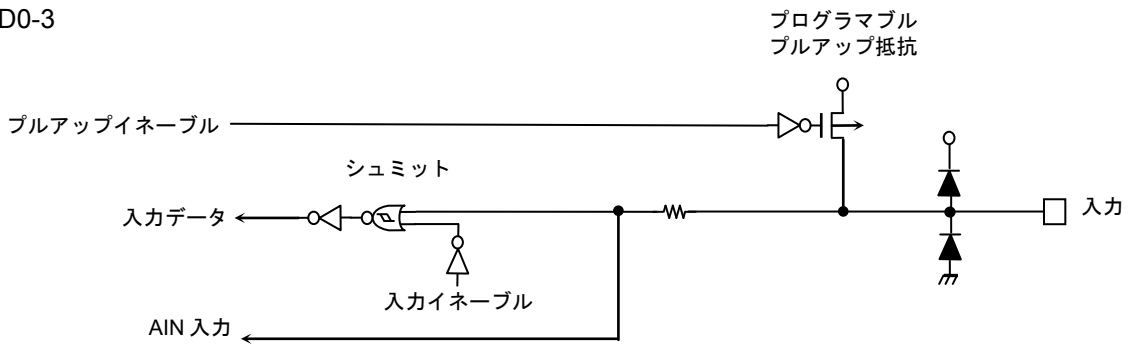 D0-3
プログラマブル
プルアップ抵抗
プルアップイネーブル
シュミット
入力データ
入力
入力イネーブル
AIN 入力